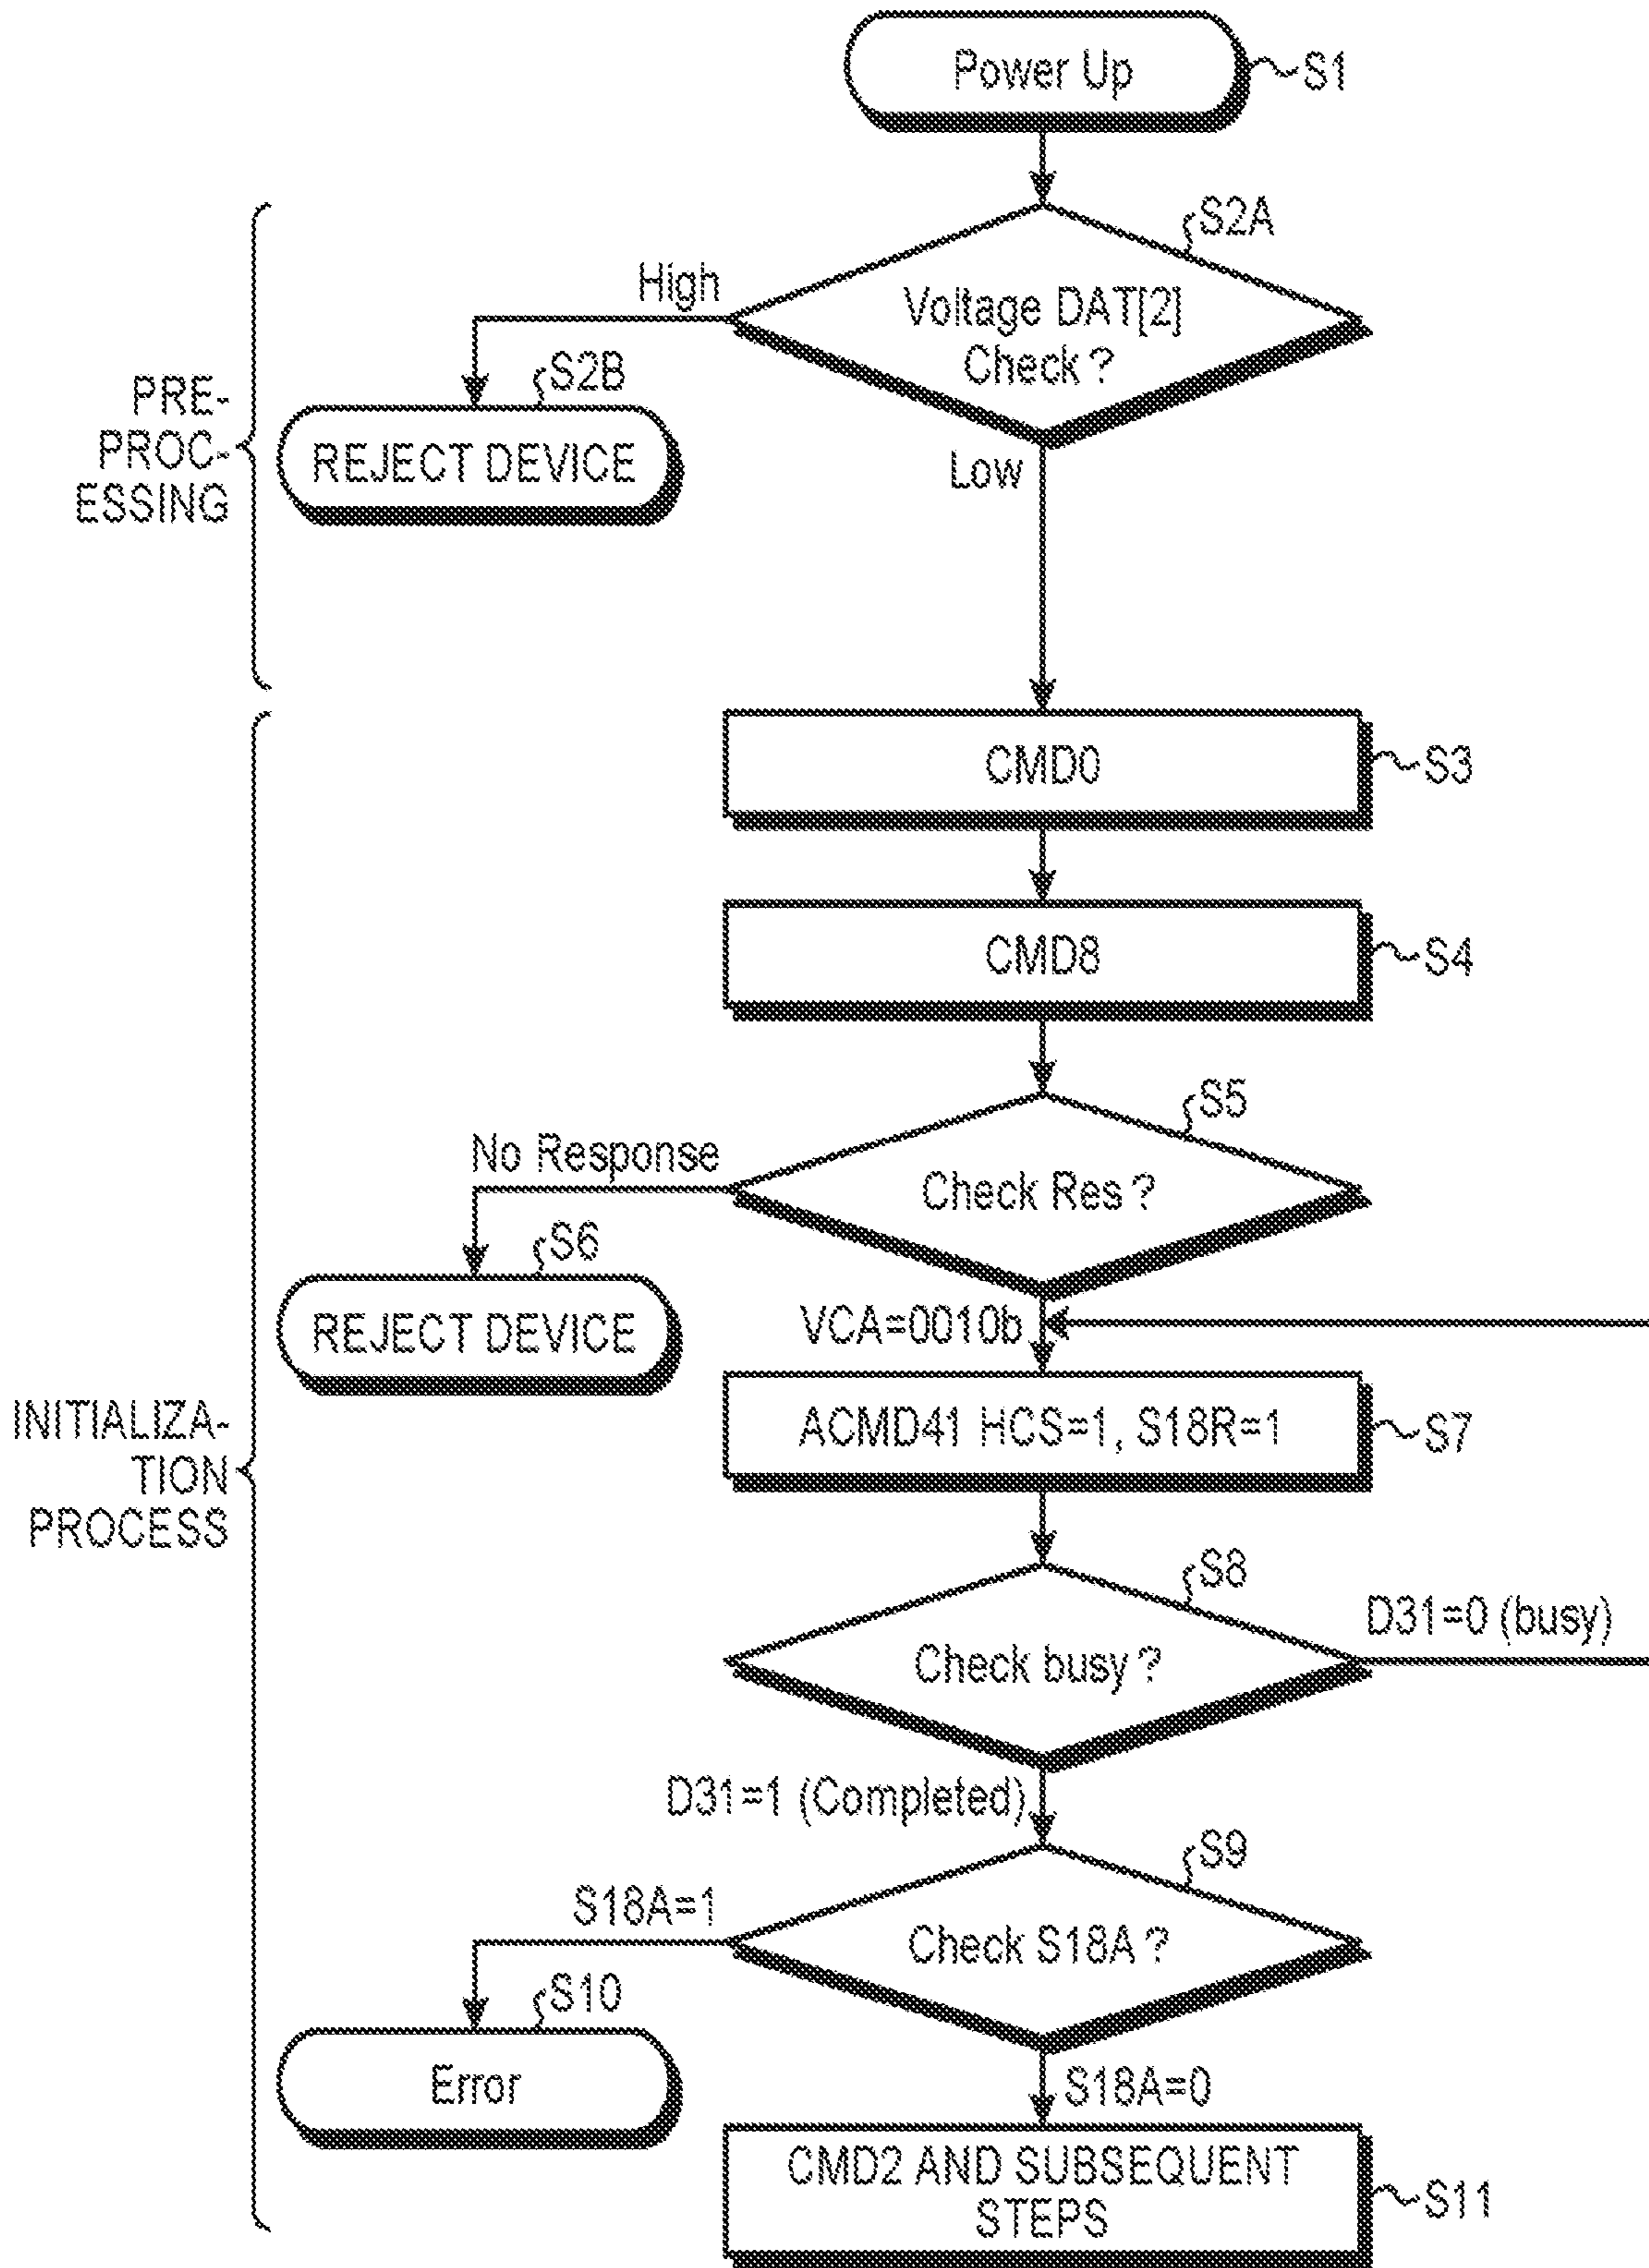 Power Up
S1
S2A
High
Voltage DAT[2]
Check ?
S2B
REJECT DEVICE
Low
PRE-
PROC-
ESSING
CMD0
S3
CMD8
S4
S5
No Response
Check Res ?
S6
REJECT DEVICE
VCA=0010b
ACMD41 HCS=1, S18R=1
S7
INITIALIZA-
TION
PROCESS
S8
D31=0 (busy)
Check busy ?
D31=1 (Completed)
S9
S18A=1
Check S18A ?
S10
Error
S18A=0
CMD2 AND SUBSEQUENT
STEPS
S11